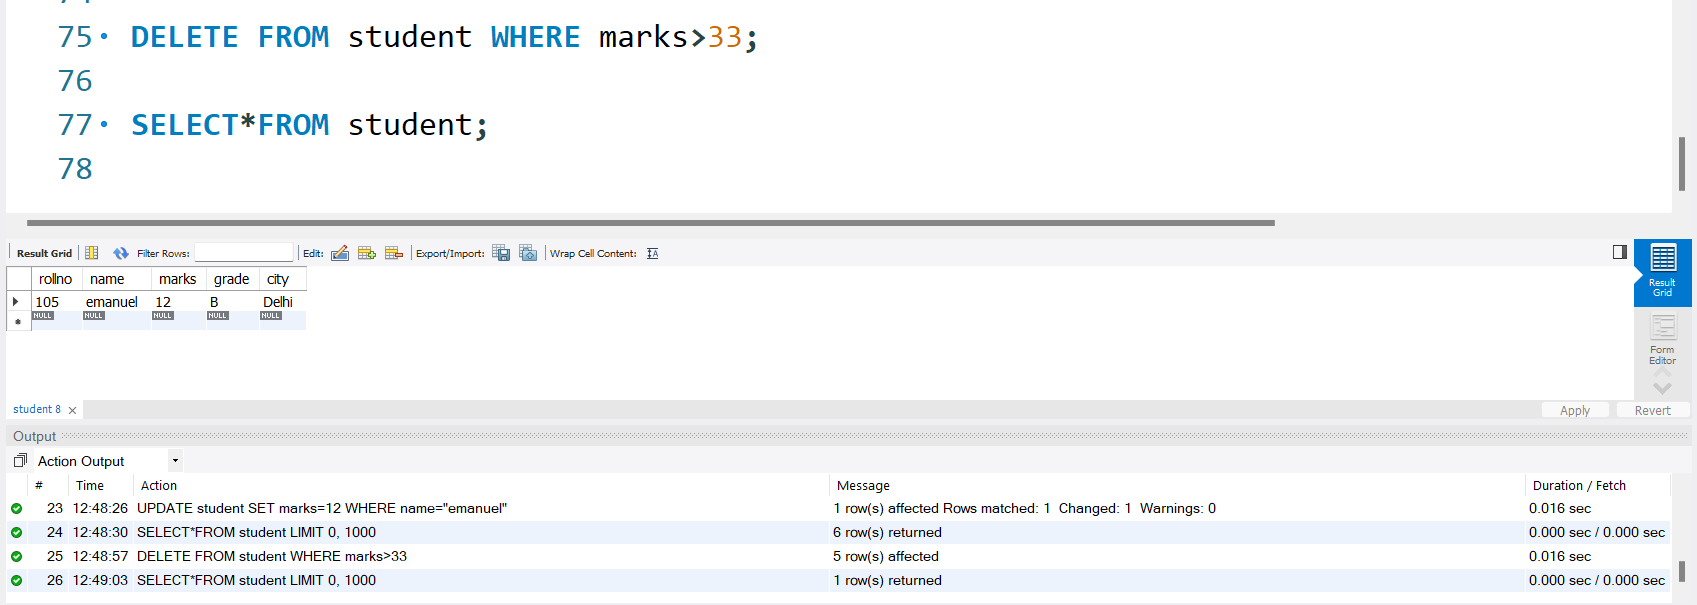 75 DELETE FROM student WHERE marks>33;
76
77 SELECT*FROM student;
78
Result Grid Filter Rows: Edit: Export/Import: Wrap Cell Content:
rollno name marks grade city
105 emanuel 12 B Delhi
NULL NULL NULL NULL NULL
Result
Grid
Form
Editor
student 8
Apply Revert
Output
Action Output
# Time Action Message Duration / Fetch
23 12:48:26 UPDATE student SET marks=12 WHERE name="emanuel" 1 row(s) affected Rows matched: 1 Changed: 1 Warnings: 0 0.016 sec
24 12:48:30 SELECT*FROM student LIMIT 0, 1000 6 row(s) returned 0.000 sec / 0.000 sec
25 12:48:57 DELETE FROM student WHERE marks>33 5 row(s) affected 0.016 sec
26 12:49:03 SELECT*FROM student LIMIT 0, 1000 1 row(s) returned 0.000 sec / 0.000 sec